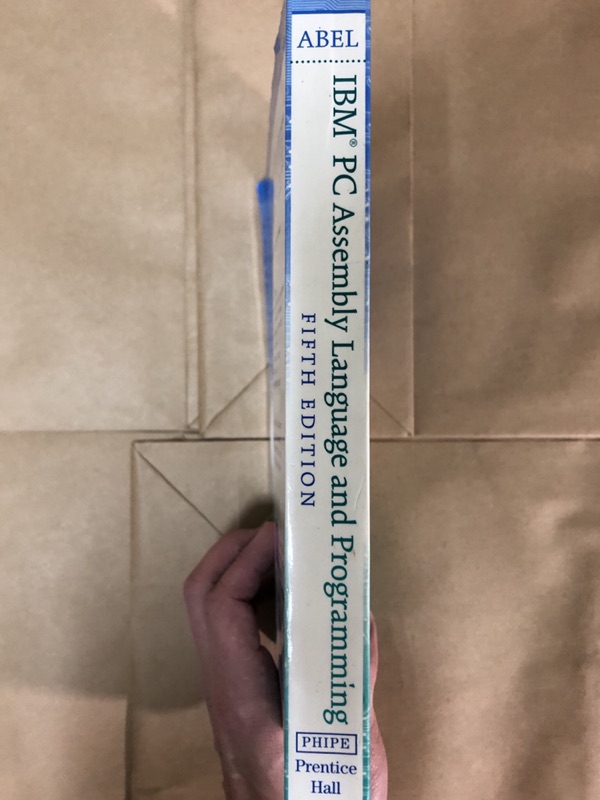 ABEL
IBM® PC Assembly Language and Programming
FIFTH EDITION
PHIPE
Prentice
Hall